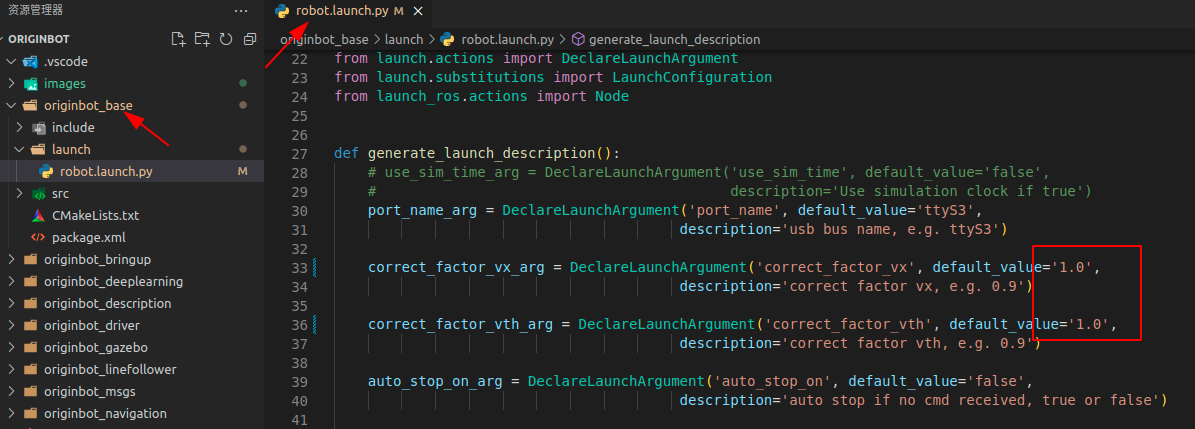 资源管理器
···
ORIGINBOT
.vscode
images
originbot_base
include
launch
robot.launch.py M
src
CMakeLists.txt
package.xml
originbot_bringup
originbot_deeplearning
originbot_description
originbot_driver
originbot_gazebo
originbot_linefollower
originbot_msgs
originbot_navigation
robot.launch.py M ×
originbot_base > launch > robot.launch.py > generate_launch_description
22 from launch.actions import DeclareLaunchArgument
23 from launch.substitutions import LaunchConfiguration
24 from launch_ros.actions import Node
25
26
27 def generate_launch_description():
28 # use_sim_time_arg = DeclareLaunchArgument('use_sim_time', default_value='false',
29 # description='Use simulation clock if true')
30 port_name_arg = DeclareLaunchArgument('port_name', default_value='ttyS3',
31 description='usb bus name, e.g. ttyS3')
32
33 correct_factor_vx_arg = DeclareLaunchArgument('correct_factor_vx', default_value='1.0',
34 description='correct factor vx, e.g. 0.9')
35
36 correct_factor_vth_arg = DeclareLaunchArgument('correct_factor_vth', default_value='1.0',
37 description='correct factor vth, e.g. 0.9')
38
39 auto_stop_on_arg = DeclareLaunchArgument('auto_stop_on', default_value='false',
40 description='auto stop if no cmd received, true or false')
41